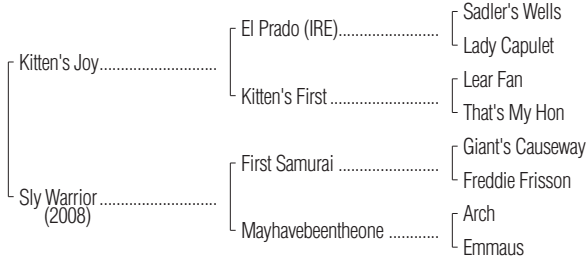 Sadler's Wells
El Prado (IRE)........................
Lady Capulet
Kitten's Joy............................
Lear Fan
Kitten's First ..........................
That's My Hon
Giant's Causeway
First Samurai ........................
Freddie Frisson
Sly Warrior ............................
(2008)
Arch
Mayhavebeentheone ............
Emmaus